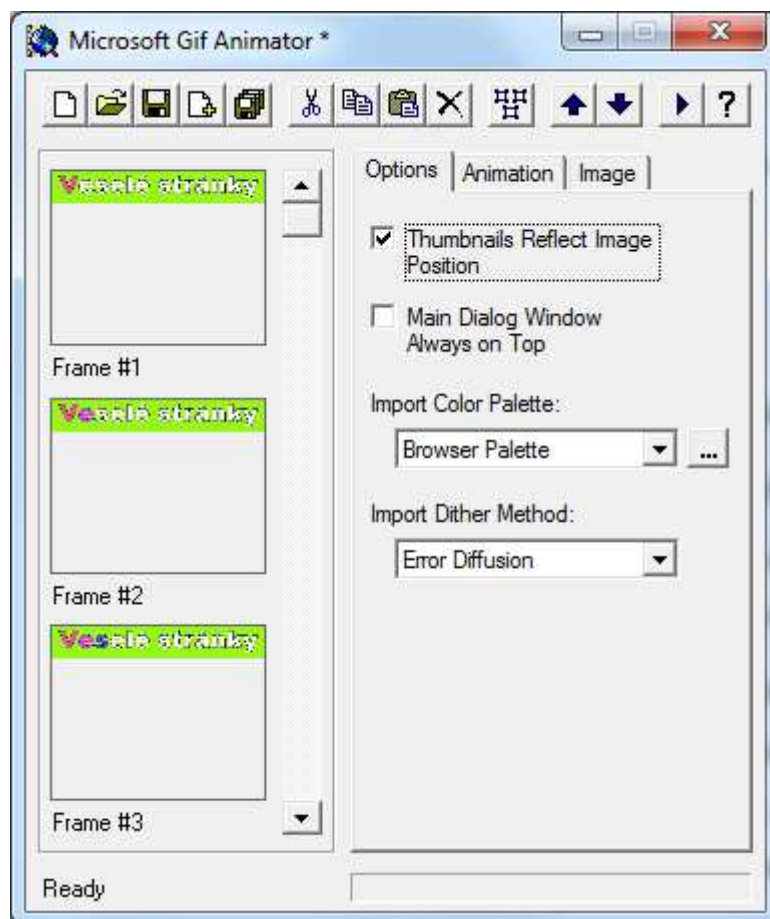 Microsoft Gif Animator *
Options Animation Image
Veselé stránky
Frame #1
Veselé stránky
Frame #2
Veselé stránky
Frame #3
Thumbnails Reflect Image
Position
Main Dialog Window
Always on Top
Import Color Palette:
Browser Palette ...
Import Dither Method:
Error Diffusion
Ready